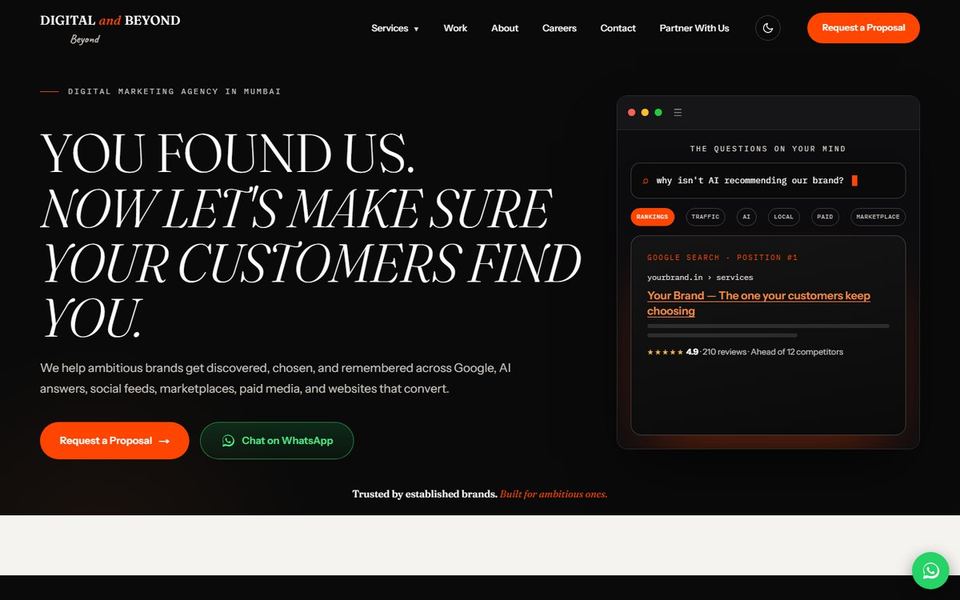 DIGITAL and BEYOND
Beyond
Services ▾
Work
About
Careers
Contact
Partner With Us
Request a Proposal
DIGITAL MARKETING AGENCY IN MUMBAI
YOU FOUND US.
NOW LET'S MAKE SURE
YOUR CUSTOMERS FIND
YOU.
We help ambitious brands get discovered, chosen, and remembered across Google, AI
answers, social feeds, marketplaces, paid media, and websites that convert.
Request a Proposal →
Chat on WhatsApp
THE QUESTIONS ON YOUR MIND
why isn't AI recommending our brand?
RANKINGS
TRAFFIC
AI
LOCAL
PAID
MARKETPLACE
GOOGLE SEARCH · POSITION #1
yourbrand.in › services
Your Brand — The one your customers keep
choosing
★★★★★ 4.9 · 210 reviews · Ahead of 12 competitors
Trusted by established brands. Built for ambitious ones.